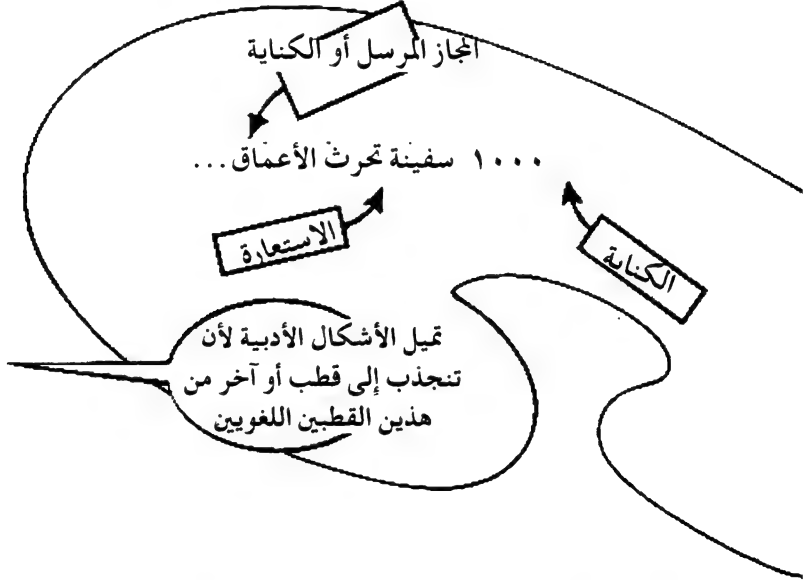 المجاز المرسل أو الكناية
١٠٠٠ سفينة تحرث الأعماق...
الاستعارة
الكناية
تميل الأشكال الأدبية لأن
تنجذب إلى قطب أو آخر من
هذين القطبين اللغويين